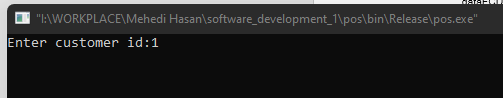 "I:\WORKPLACE\Mehedi Hasan\software_development_1\pos\bin\Release\pos.exe"
Enter customer id:1